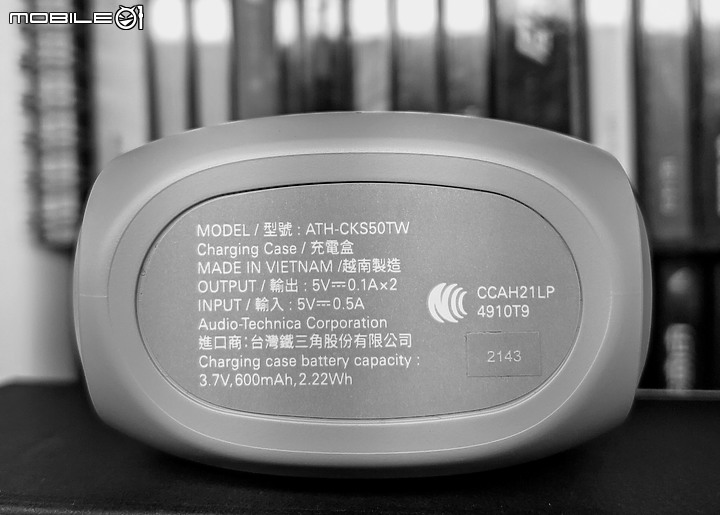 MOBILE01
MODEL / 型號 : ATH-CKS50TW
Charging Case / 充電盒
MADE IN VIETNAM /越南製造
OUTPUT / 輸出 : 5V⎓0.1A×2
INPUT / 輸入 : 5V⎓0.5A
Audio-Technica Corporation
進口商:台灣鐵三角股份有限公司
Charging case battery capacity :
3.7V,600mAh,2.22Wh
CCAH21LP
4910T9
2143